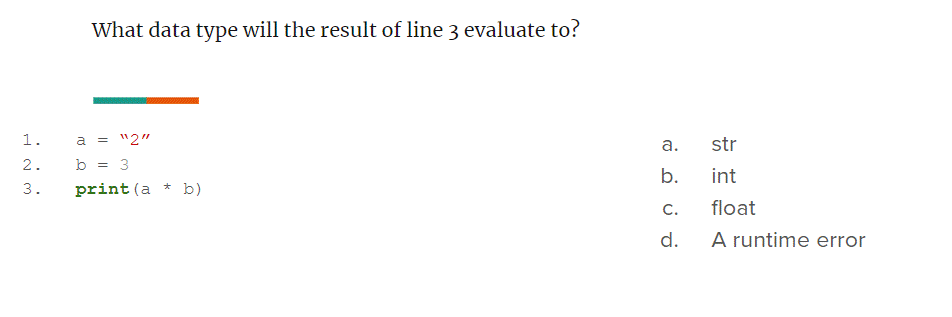 What data type will the result of line 3 evaluate to?
1. a = “2”
2. b = 3
3. print(a * b)
a. str
b. int
c. float
d. A runtime error